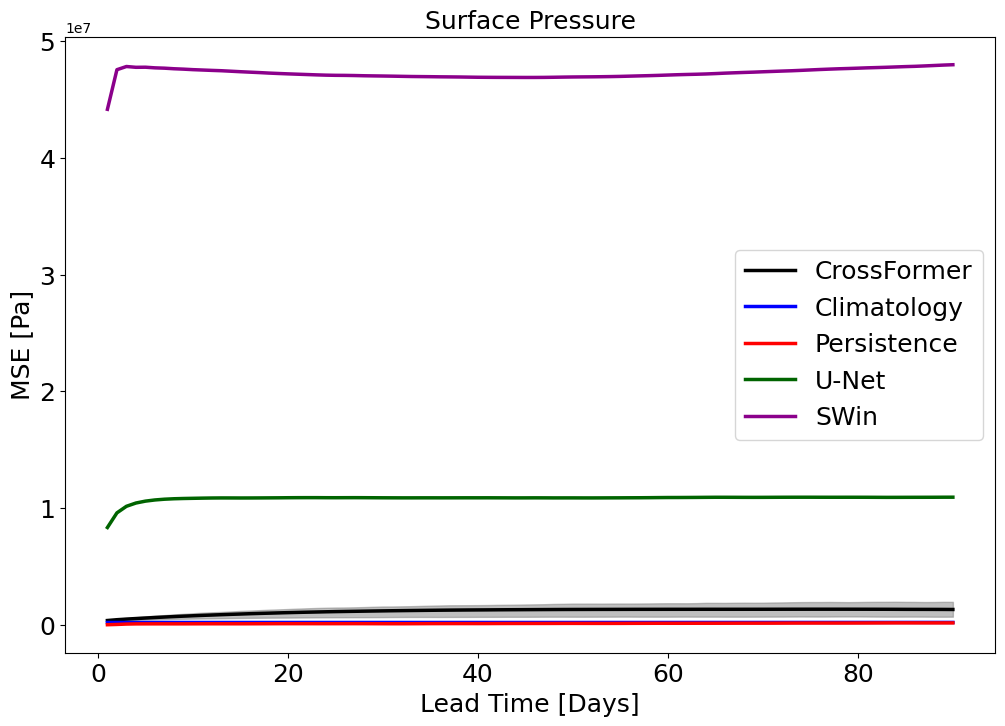 Surface Pressure
1e7
5
4
3
2
1
0
MSE [Pa]
CrossFormer
Climatology
Persistence
U-Net
SWin
0 20 40 60 80
Lead Time [Days]